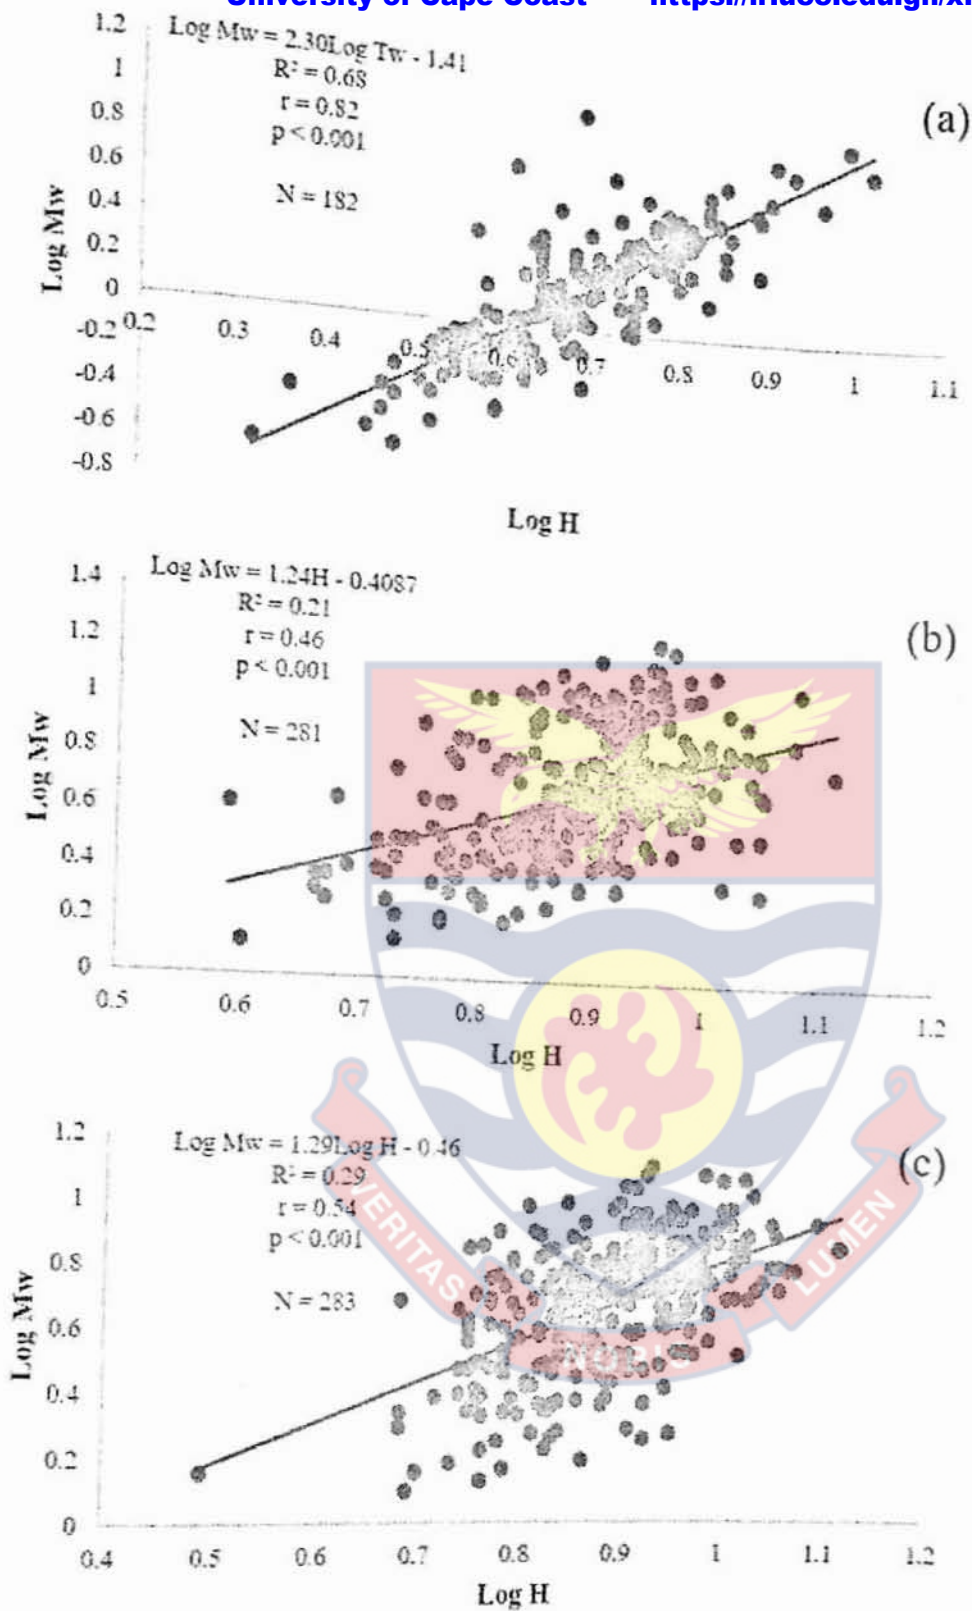 University of Cape Coast https://ir.ucc.edu.gh/x
1.2
Log Mw = 2.30Log Tw - 1.41
R² = 0.68
r = 0.82
p < 0.001
N = 182
(a)
1
0.8
0.6
0.4
0.2
0
-0.2
-0.4
-0.6
-0.8
Log Mw
0.2 0.3 0.4 0.5 0.6 0.7 0.8 0.9 1 1.1
Log H
1.4
Log Mw = 1.24H - 0.4087
R² = 0.21
r = 0.46
p < 0.001
N = 281
(b)
1.2
1
0.8
0.6
0.4
0.2
0
Log Mw
0.5 0.6 0.7 0.8 0.9 1 1.1 1.2
Log H
1.2
Log Mw = 1.29Log H - 0.46
R² = 0.29
r = 0.54
p < 0.001
N = 283
(c)
1
0.8
0.6
0.4
0.2
0
Log Mw
VERITAS
NOBIS
LUMEN
0.4 0.5 0.6 0.7 0.8 0.9 1 1.1 1.2
Log H